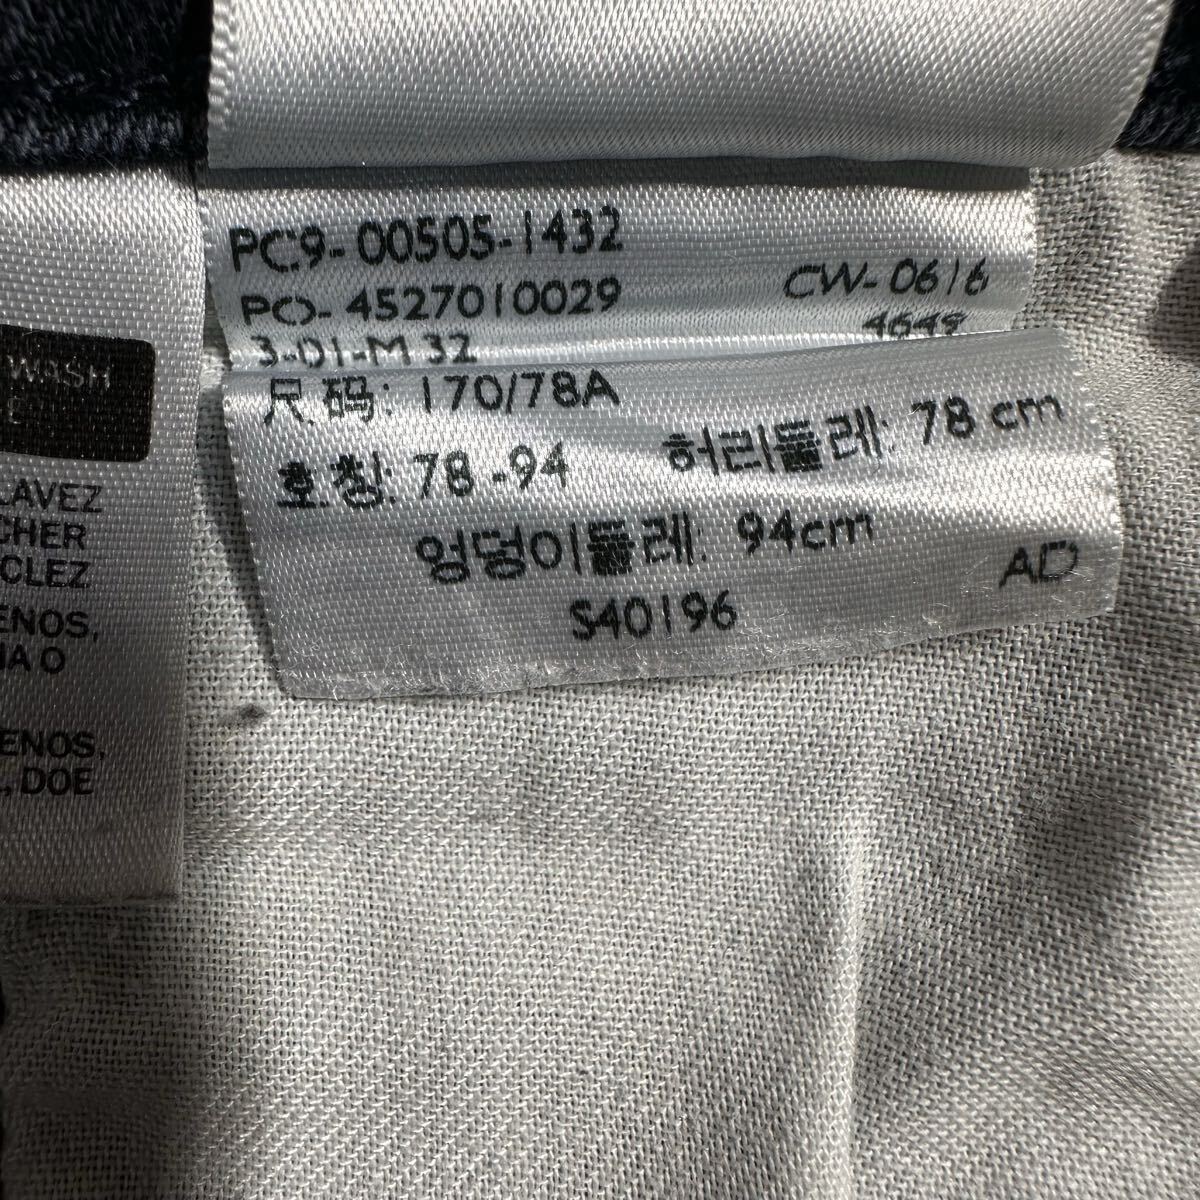 PC9-00505-1432
PO-4527010029
CW-0616
3-01-M 32
4648
尺码: 170/78A
호칭: 78-94
허리둘레: 78 cm
엉덩이둘레: 94cm
S40196
AD
WASH
E
LAVEZ
CHER
CLEZ
ENOS,
NA O
ENOS,
. DOE